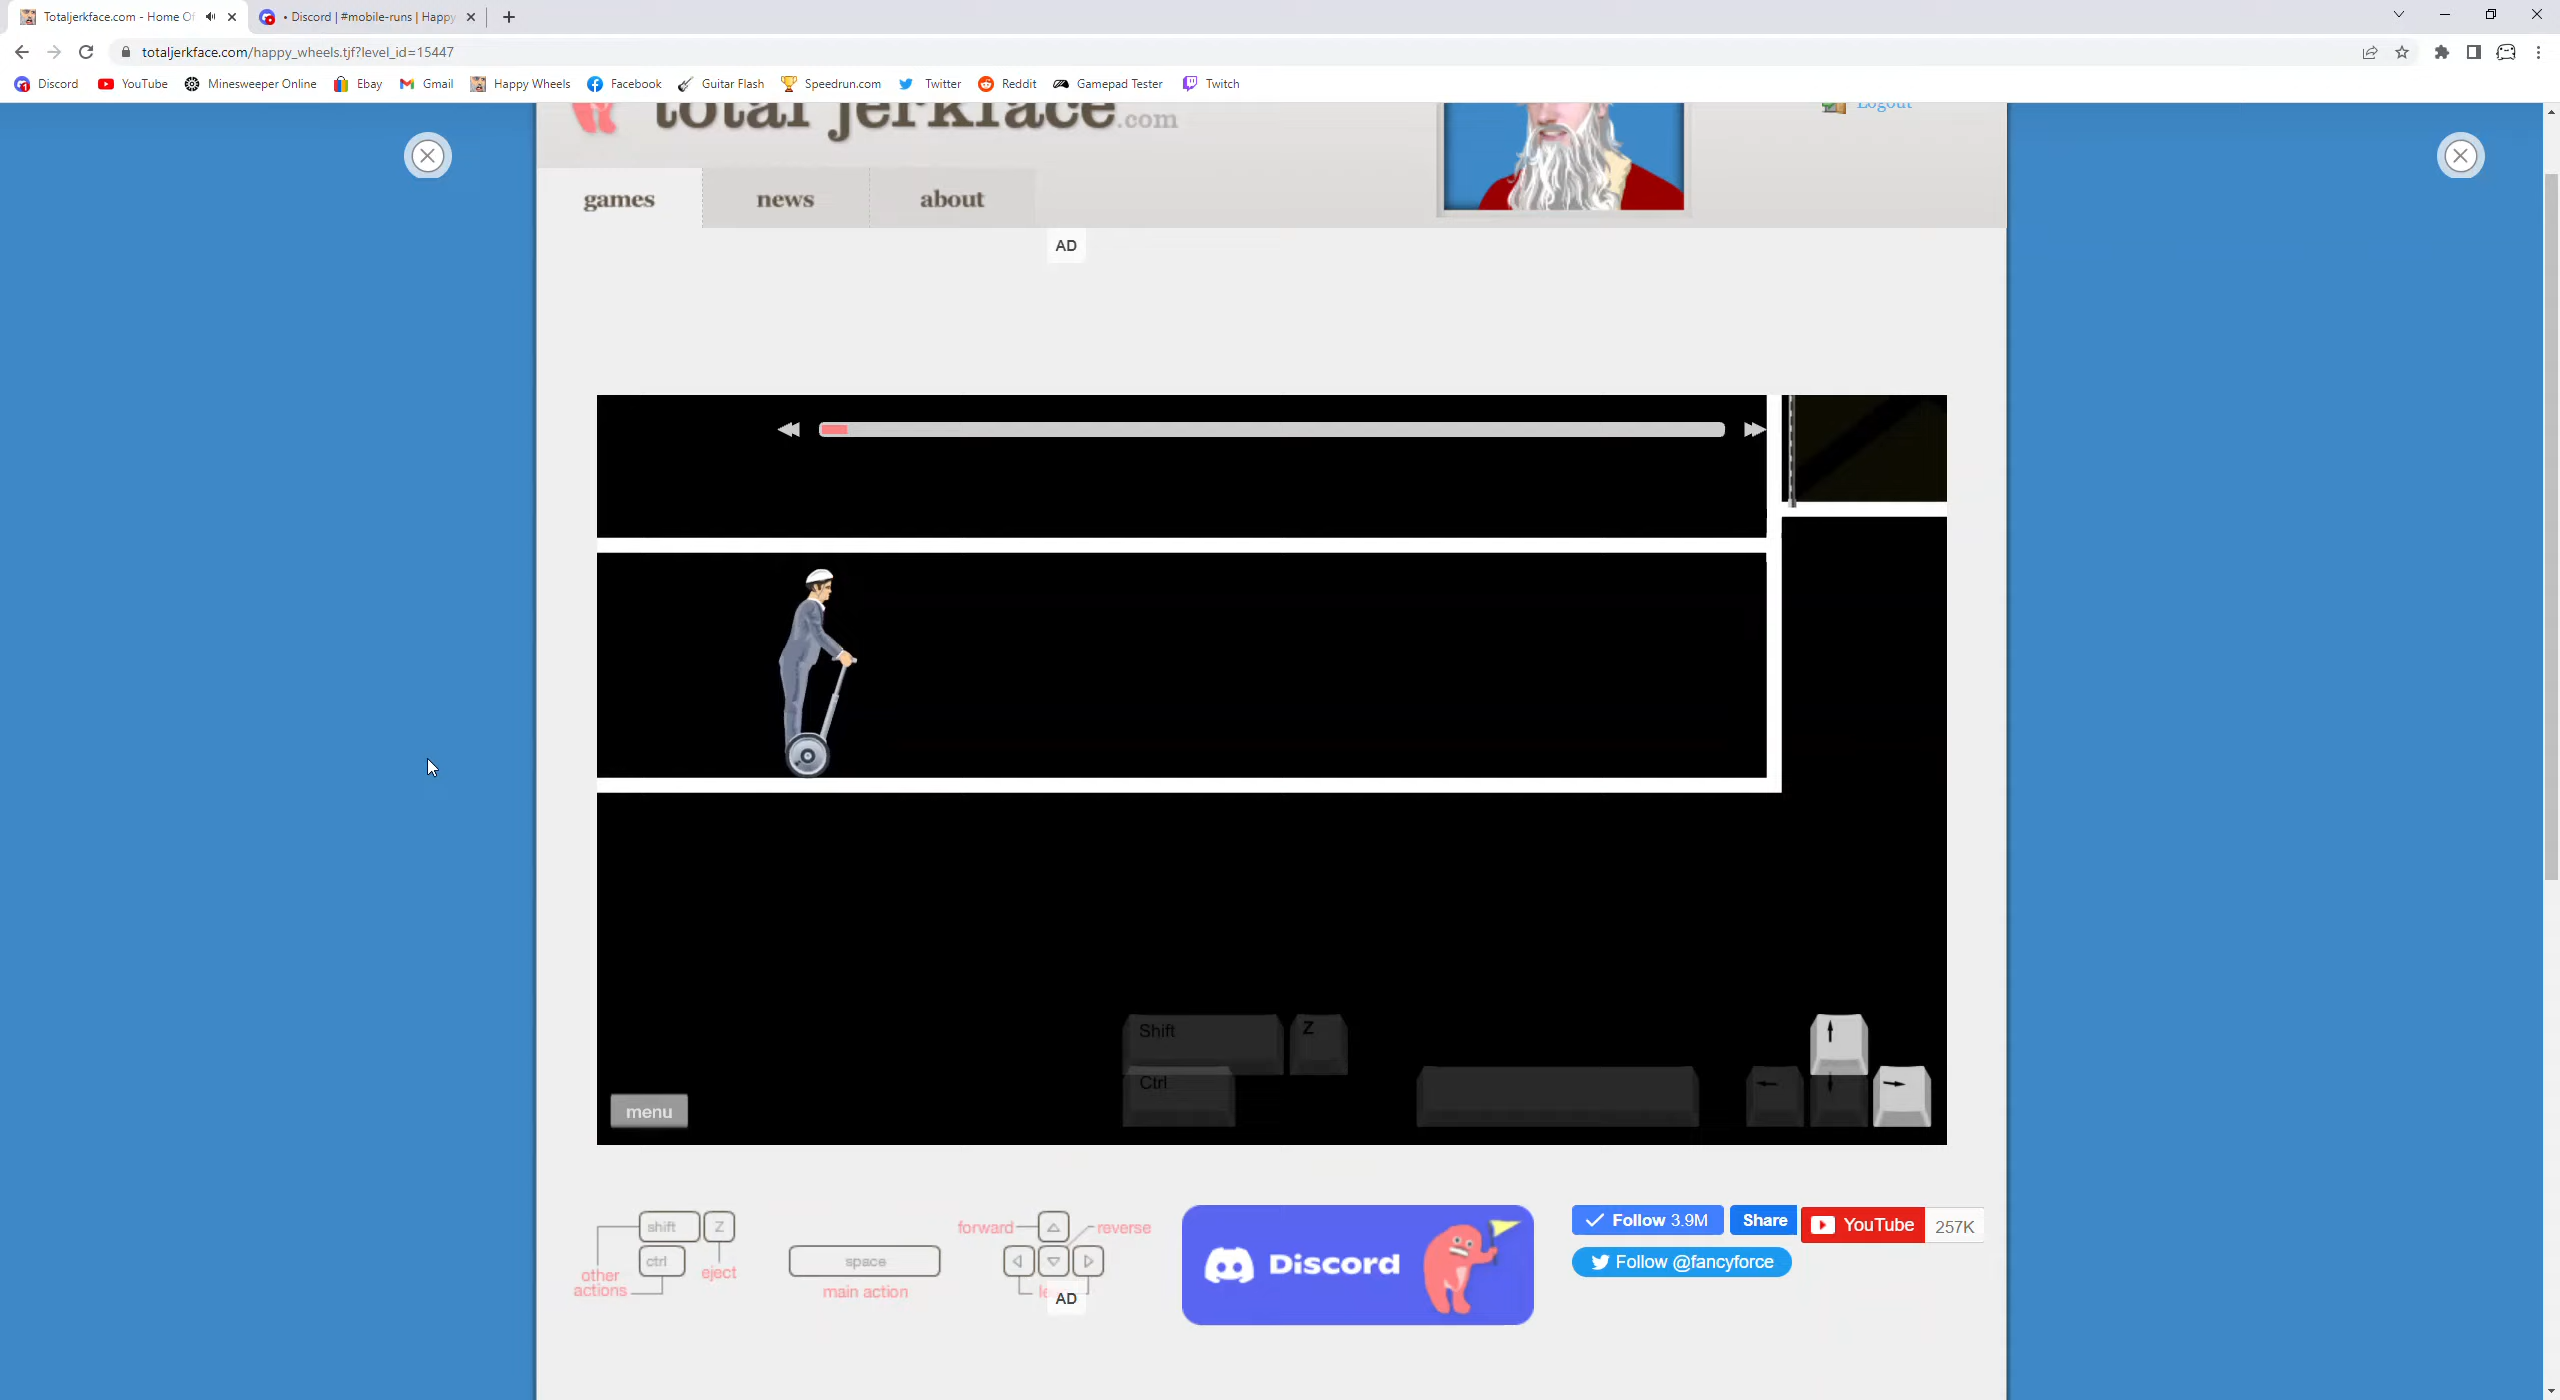 Totaljerkface.com - Home Of
• Discord | #mobile-runs | Happy
totaljerkface.com/happy_wheels.tjf?level_id=15447
Discord YouTube Minesweeper Online Ebay Gmail Happy Wheels Facebook Guitar Flash Speedrun.com Twitter Reddit Gamepad Tester Twitch
total jerkface.com
Logout
games news about
AD
Shift Z
Ctrl
menu
shift Z
ctrl
other actions
eject
space
main action
forward
reverse
AD
Discord
Follow 3.9M
Share
YouTube 257K
Follow @fancyforce